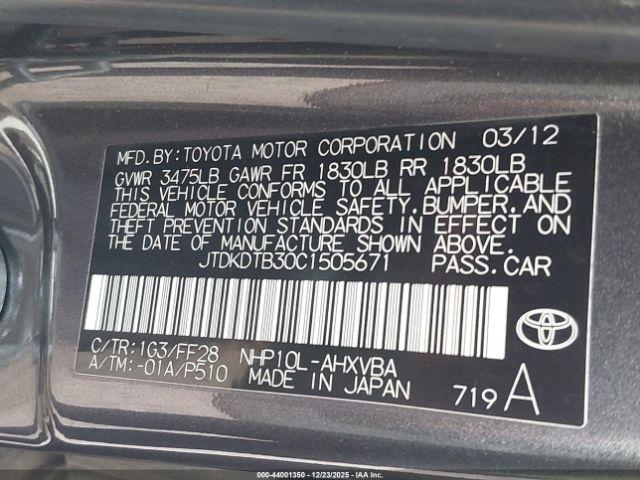 MFD.BY:TOYOTA MOTOR CORPORATION 03/12
GVWR 3475LB GAWR FR 1830LB RR 1830LB
THIS VEHICLE CONFORMS TO ALL APPLICABLE
FEDERAL MOTOR VEHICLE SAFETY,BUMPER,AND
THEFT PREVENTION STANDARDS IN EFFECT ON
THE DATE OF MANUFACTURE SHOWN ABOVE.
JTDKDTB30C1505671 PASS.CAR
C/TR:1G3/FF28 NHP10L-AHXVBA
A/TM:-01A/P510 MADE IN JAPAN
719A
000-44001350 | 12/23/2025 | IAAI.COM